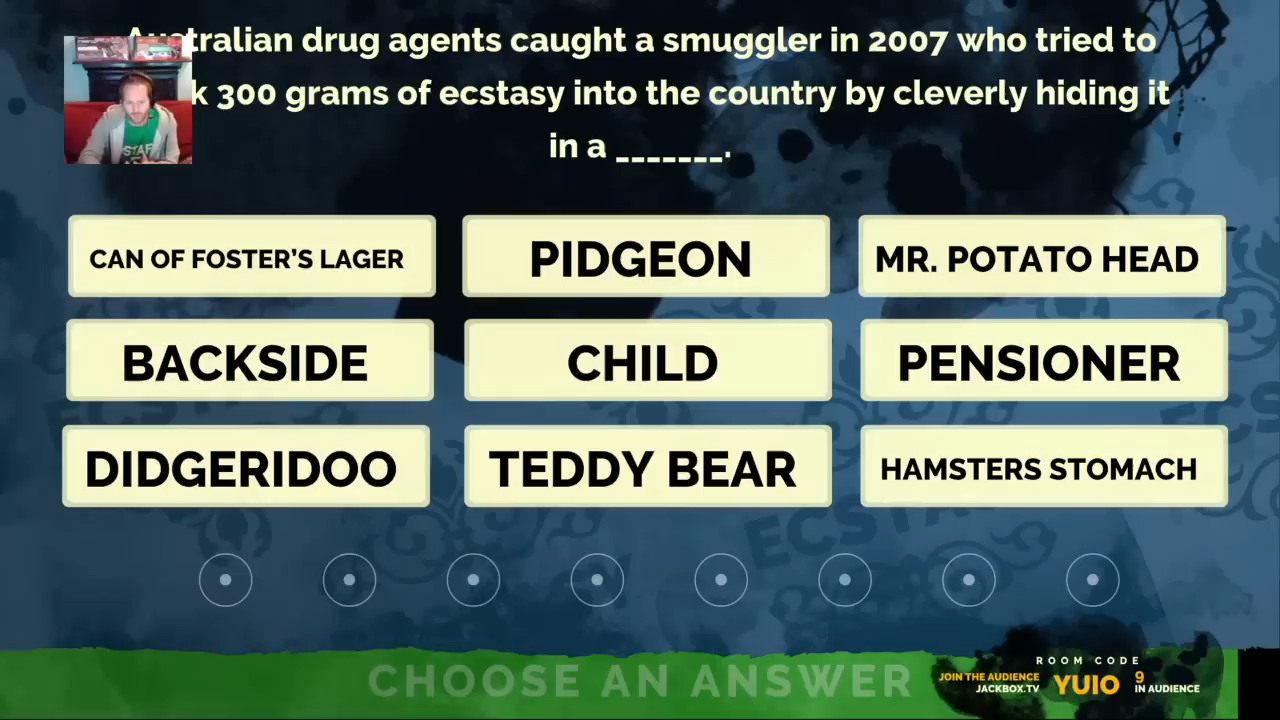 Australian drug agents caught a smuggler in 2007 who tried to
k 300 grams of ecstasy into the country by cleverly hiding it
in a _______.
CAN OF FOSTER'S LAGER
PIDGEON
MR. POTATO HEAD
BACKSIDE
CHILD
PENSIONER
DIDGERIDOO
TEDDY BEAR
HAMSTERS STOMACH
CHOOSE AN ANSWER
ROOM CODE
JOIN THE AUDIENCE
JACKBOX.TV
YUIO
9
IN AUDIENCE